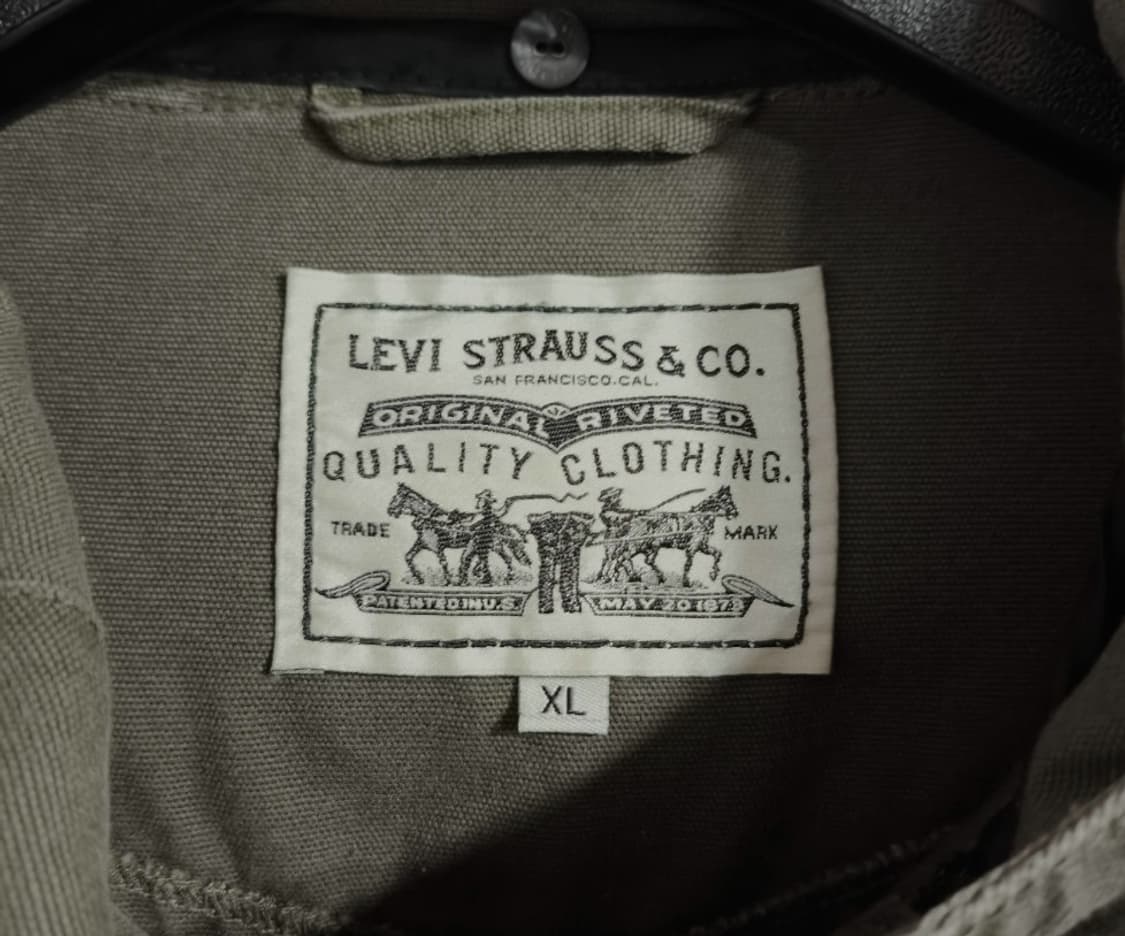 LEVI STRAUSS & CO.
SAN FRANCISCO.CAL.
ORIGINAL RIVETED
QUALITY CLOTHING.
TRADE MARK
PATENTED IN U.S. MAY 20 1873
XL